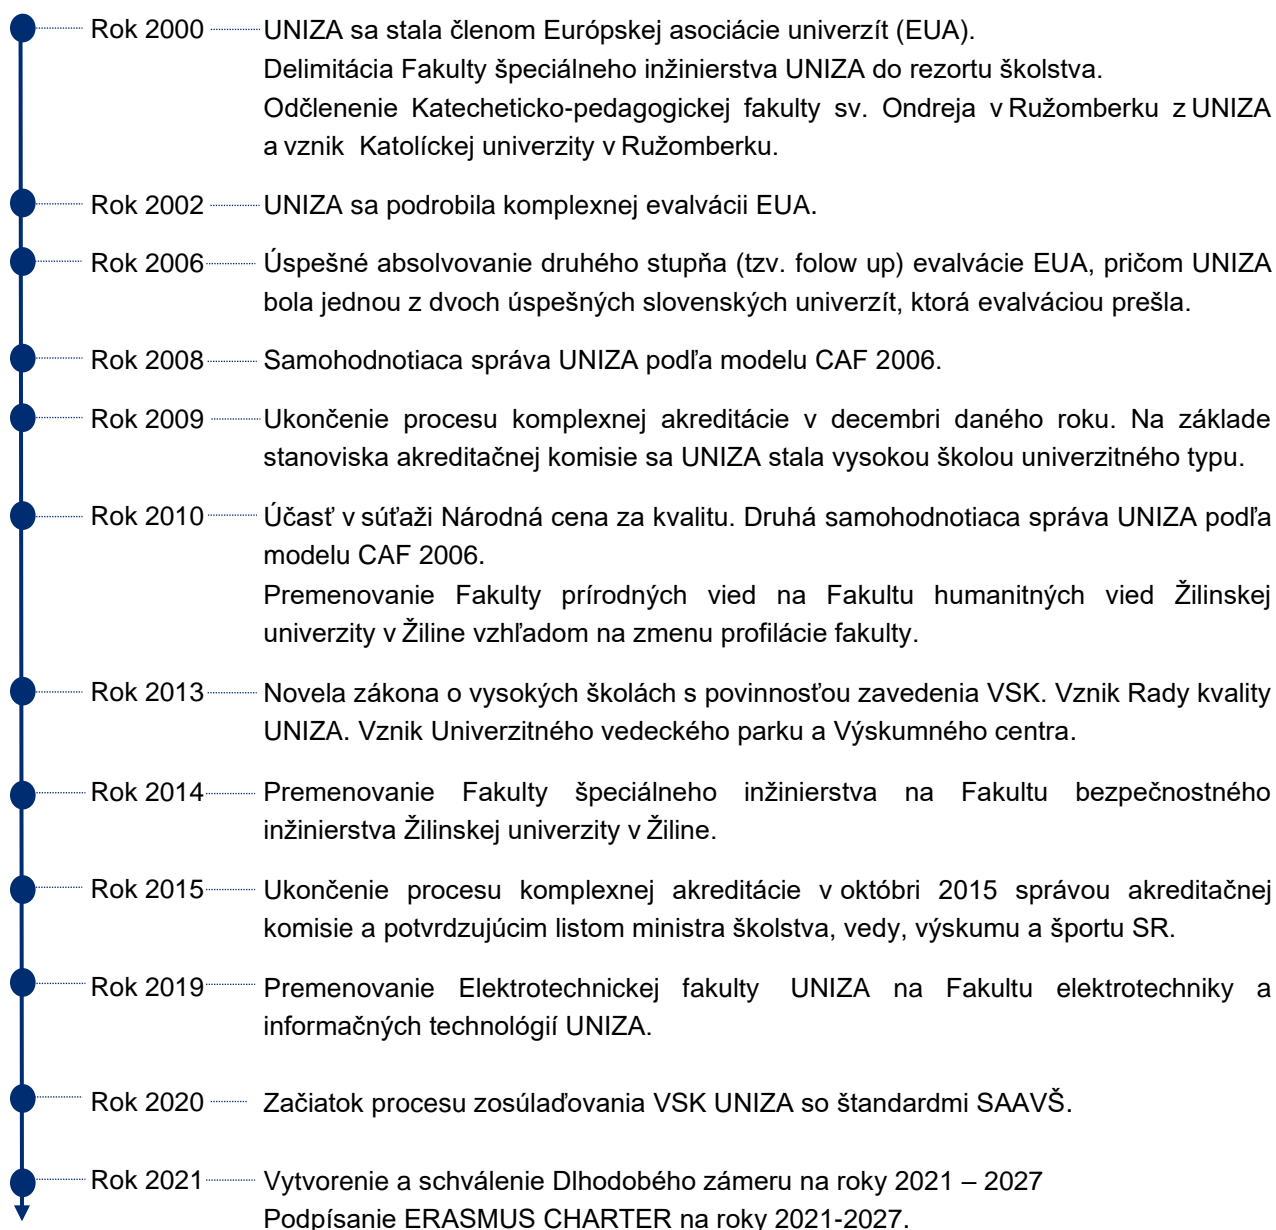 Rok 2000 UNIZA sa stala členom Európskej asociácie univerzít (EUA).
Delimitácia Fakulty špeciálneho inžinierstva UNIZA do rezortu školstva.
Odčlenenie Katecheticko-pedagogickej fakulty sv. Ondreja v Ružomberku z UNIZA
a vznik Katolíckej univerzity v Ružomberku.
Rok 2002 UNIZA sa podrobila komplexnej evalvácii EUA.
Rok 2006 Úspešné absolvovanie druhého stupňa (tzv. folow up) evalvácie EUA, pričom UNIZA
bola jednou z dvoch úspešných slovenských univerzít, ktorá evalváciou prešla.
Rok 2008 Samohodnotiaca správa UNIZA podľa modelu CAF 2006.
Rok 2009 Ukončenie procesu komplexnej akreditácie v decembri daného roku. Na základe
stanoviska akreditačnej komisie sa UNIZA stala vysokou školou univerzitného typu.
Rok 2010 Účasť v súťaži Národná cena za kvalitu. Druhá samohodnotiaca správa UNIZA podľa
modelu CAF 2006.
Premenovanie Fakulty prírodných vied na Fakultu humanitných vied Žilinskej
univerzity v Žiline vzhľadom na zmenu profilácie fakulty.
Rok 2013 Novela zákona o vysokých školách s povinnosťou zavedenia VSK. Vznik Rady kvality
UNIZA. Vznik Univerzitného vedeckého parku a Výskumného centra.
Rok 2014 Premenovanie Fakulty špeciálneho inžinierstva na Fakultu bezpečnostného
inžinierstva Žilinskej univerzity v Žiline.
Rok 2015 Ukončenie procesu komplexnej akreditácie v októbri 2015 správou akreditačnej
komisie a potvrdzujúcim listom ministra školstva, vedy, výskumu a športu SR.
Rok 2019 Premenovanie Elektrotechnickej fakulty UNIZA na Fakultu elektrotechniky a
informačných technológií UNIZA.
Rok 2020 Začiatok procesu zosúlaďovania VSK UNIZA so štandardmi SAAVŠ.
Rok 2021 Vytvorenie a schválenie Dlhodobého zámeru na roky 2021 – 2027
Podpísanie ERASMUS CHARTER na roky 2021-2027.